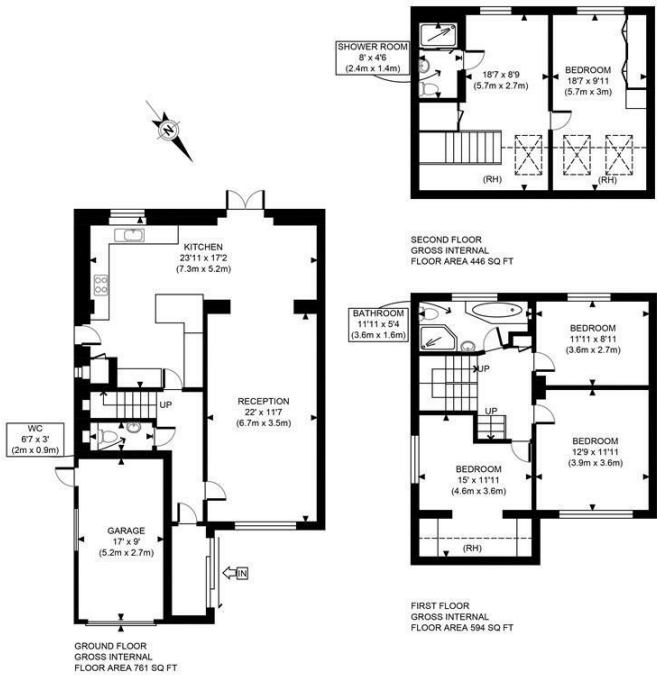 SHOWER ROOM
8' x 4'6
(2.4m x 1.4m)
18'7 x 8'9
(5.7m x 2.7m)
BEDROOM
18'7 x 9'11
(5.7m x 3m)
(RH)
(RH)
SECOND FLOOR
GROSS INTERNAL
FLOOR AREA 446 SQ FT
N
KITCHEN
23'11 x 17'2
(7.3m x 5.2m)
UP
RECEPTION
22' x 11'7
(6.7m x 3.5m)
WC
6'7 x 3'
(2m x 0.9m)
GARAGE
17' x 9'
(5.2m x 2.7m)
IN
GROUND FLOOR
GROSS INTERNAL
FLOOR AREA 761 SQ FT
BATHROOM
11'11 x 5'4
(3.6m x 1.6m)
BEDROOM
11'11 x 8'11
(3.6m x 2.7m)
UP
UP
BEDROOM
12'9 x 11'11
(3.9m x 3.6m)
BEDROOM
15' x 11'11
(4.6m x 3.6m)
(RH)
FIRST FLOOR
GROSS INTERNAL
FLOOR AREA 594 SQ FT